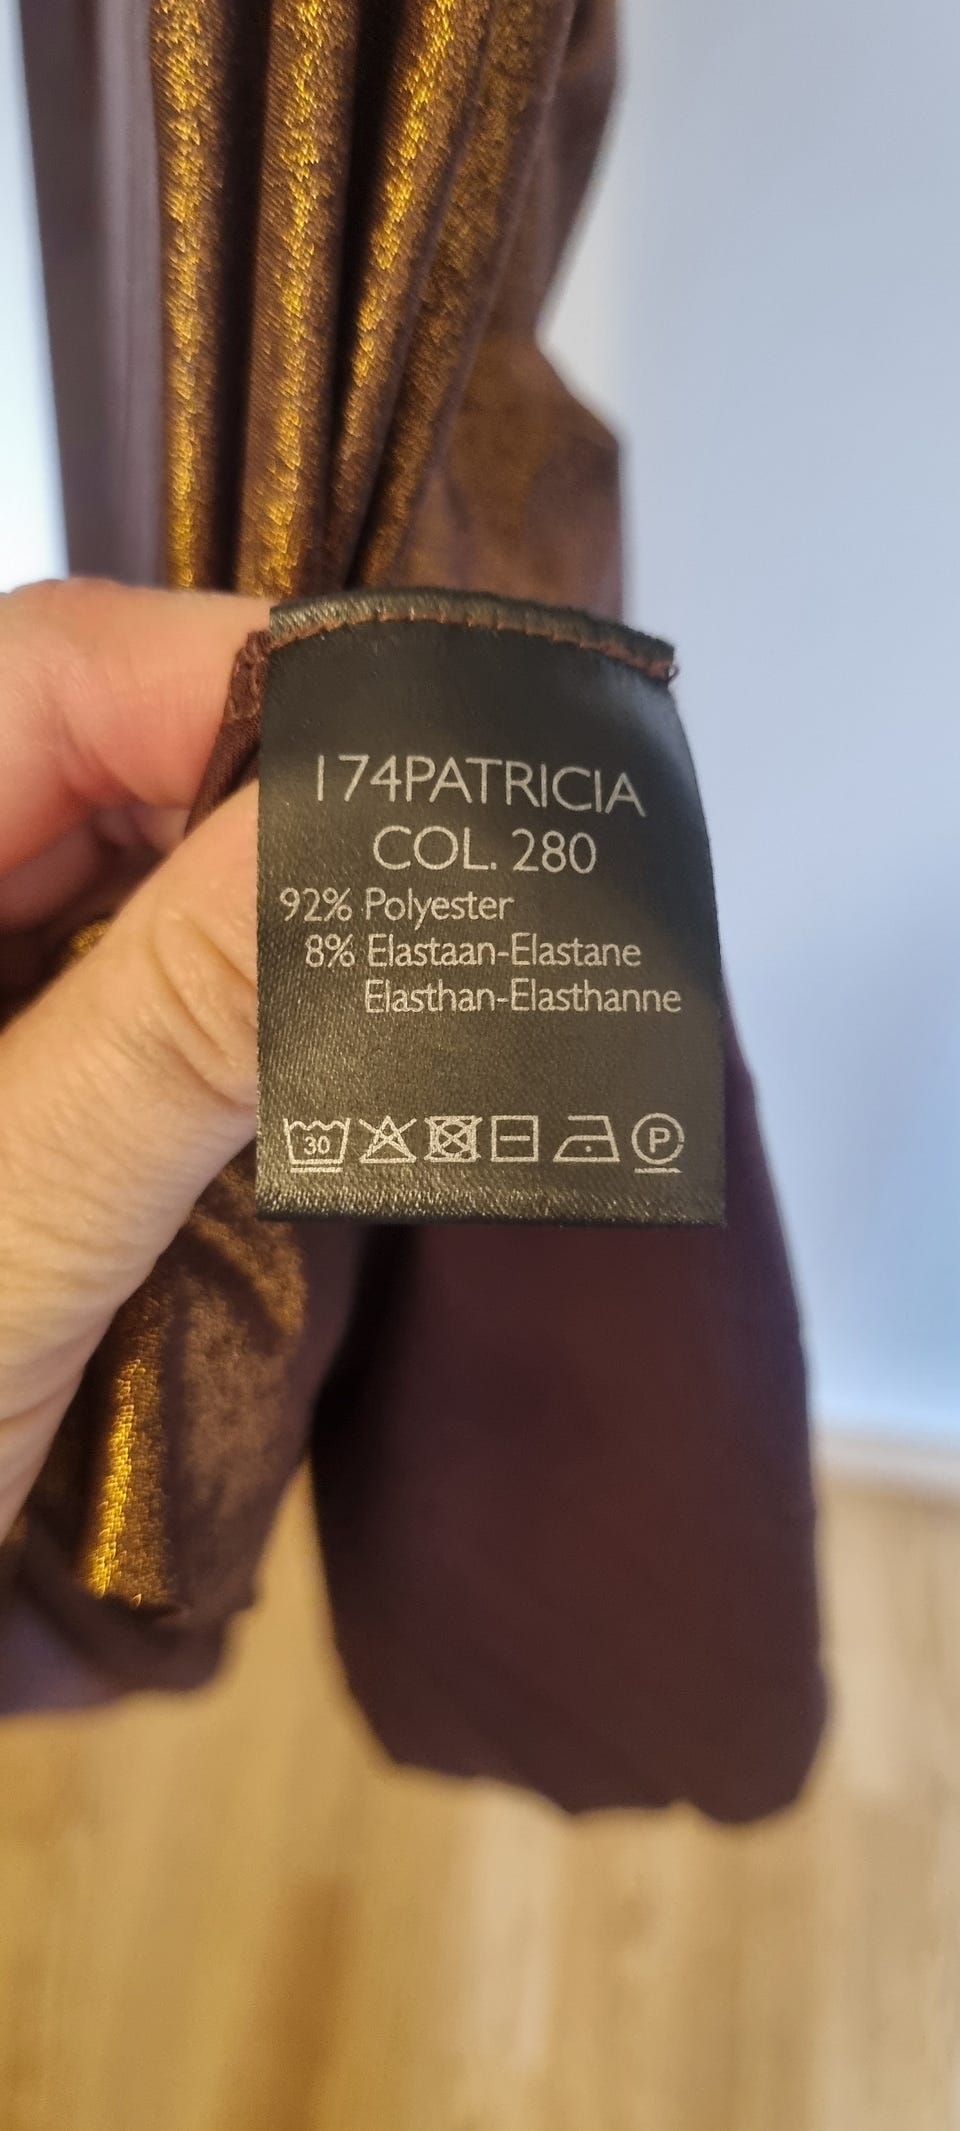 174PATRICIA
COL. 280
92% Polyester
8% Elastaan-Elastane
Elasthan-Elasthanne
30
P